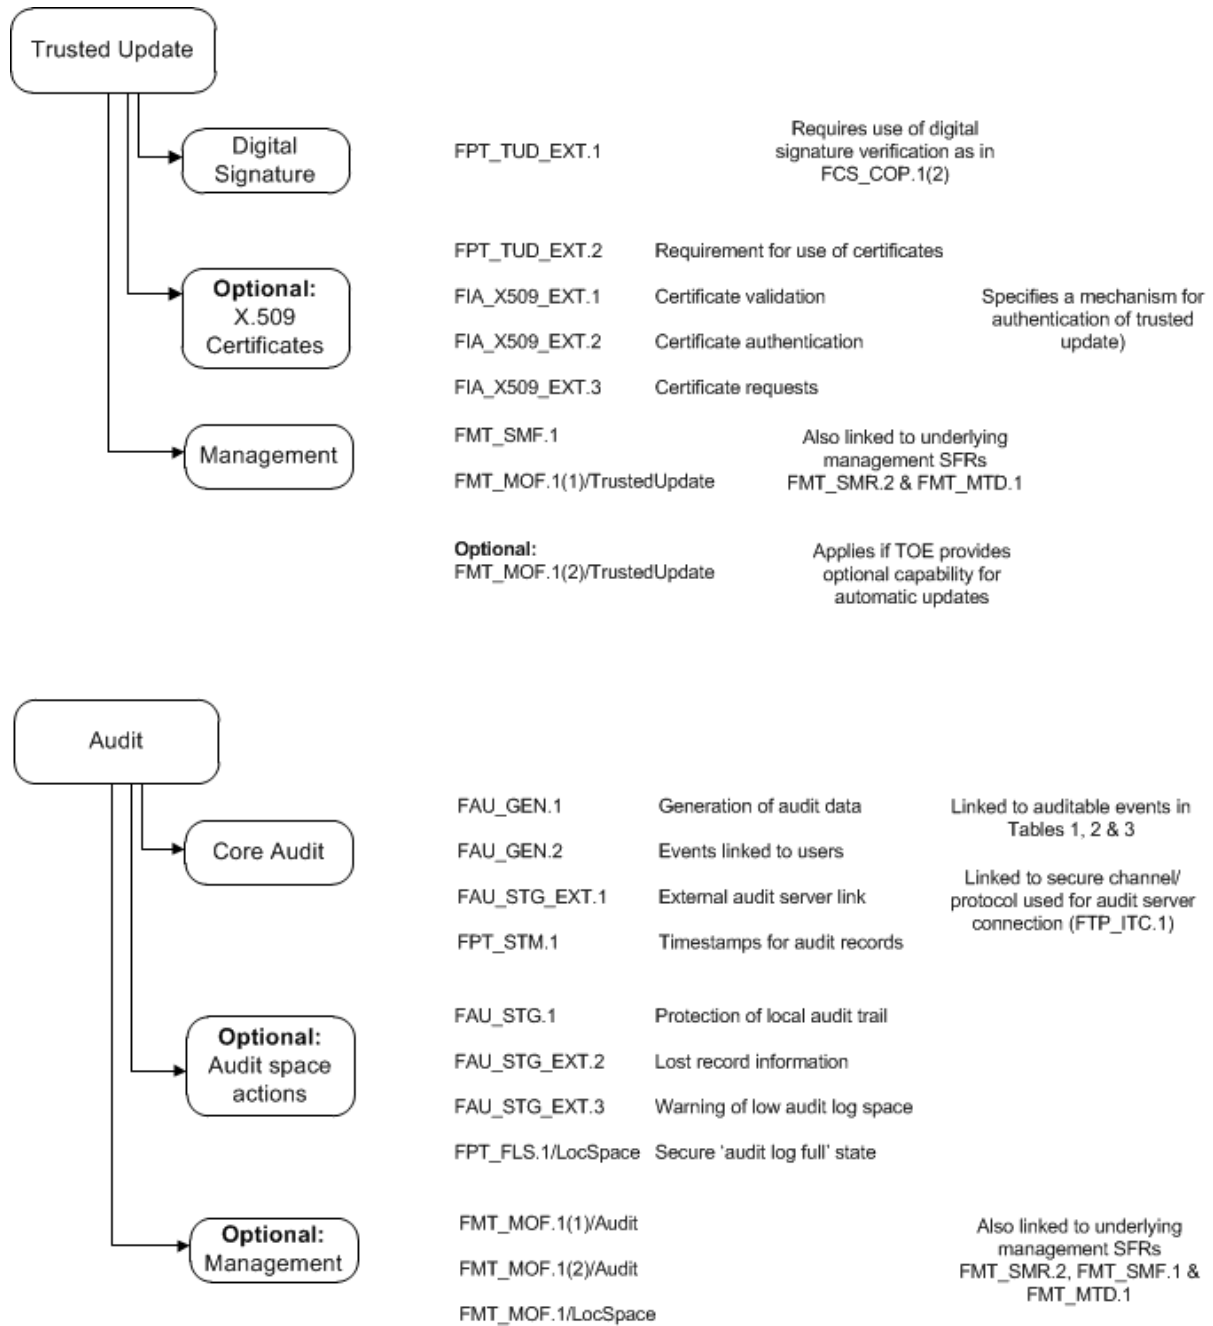 Trusted Update
Digital
Signature
FPT_TUD_EXT.1
Requires use of digital
signature verification as in
FCS_COP.1(2)
Optional:
X.509
Certificates
FPT_TUD_EXT.2 Requirement for use of certificates
FIA_X509_EXT.1 Certificate validation
FIA_X509_EXT.2 Certificate authentication
FIA_X509_EXT.3 Certificate requests
Specifies a mechanism for
authentication of trusted
update)
Management
FMT_SMF.1
FMT_MOF.1(1)/TrustedUpdate
Also linked to underlying
management SFRs
FMT_SMR.2 & FMT_MTD.1
Optional:
FMT_MOF.1(2)/TrustedUpdate
Applies if TOE provides
optional capability for
automatic updates
Audit
Core Audit
FAU_GEN.1 Generation of audit data
FAU_GEN.2 Events linked to users
FAU_STG_EXT.1 External audit server link
FPT_STM.1 Timestamps for audit records
Linked to auditable events in
Tables 1, 2 & 3
Linked to secure channel/
protocol used for audit server
connection (FTP_ITC.1)
Optional:
Audit space
actions
FAU_STG.1 Protection of local audit trail
FAU_STG_EXT.2 Lost record information
FAU_STG_EXT.3 Warning of low audit log space
FPT_FLS.1/LocSpace Secure ‘audit log full’ state
Optional:
Management
FMT_MOF.1(1)/Audit
FMT_MOF.1(2)/Audit
FMT_MOF.1/LocSpace
Also linked to underlying
management SFRs
FMT_SMR.2, FMT_SMF.1 &
FMT_MTD.1